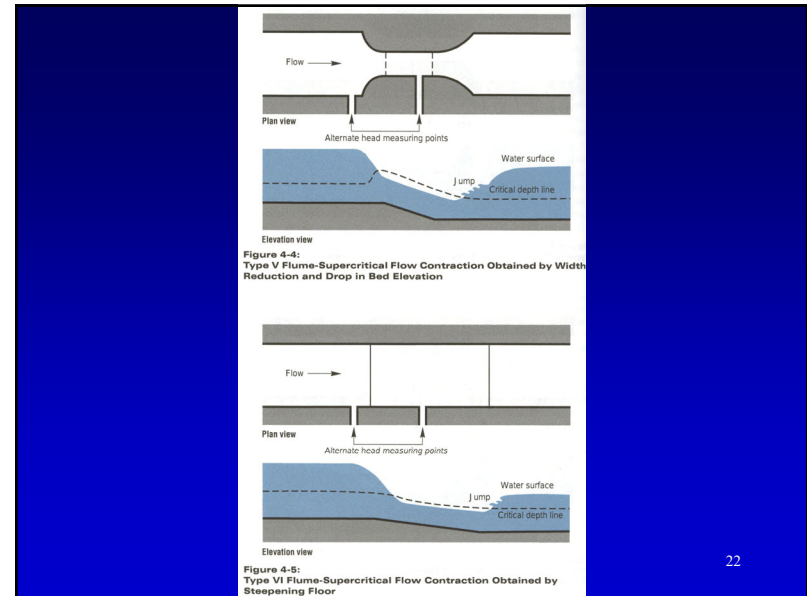 Flow
Plan view
Alternate head measuring points
Water surface
Jump
Critical depth line
Elevation view
Figure 4-4:
Type V Flume-Supercritical Flow Contraction Obtained by Width
Reduction and Drop in Bed Elevation
Flow
Plan view
Alternate head measuring points
Water surface
Jump
Critical depth line
Elevation view
Figure 4-5:
Type VI Flume-Supercritical Flow Contraction Obtained by
Steepening Floor
22